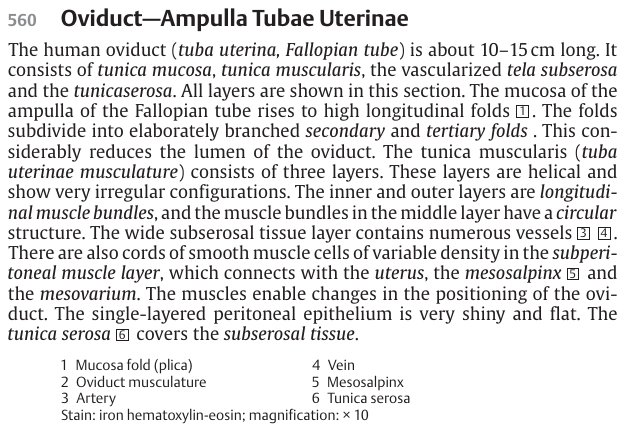 560 Oviduct—Ampulla Tubae Uterinae
The human oviduct (tuba uterina, Fallopian tube) is about 10–15 cm long. It
consists of tunica mucosa, tunica muscularis, the vascularized tela subserosa
and the tunicaserosa. All layers are shown in this section. The mucosa of the
ampulla of the Fallopian tube rises to high longitudinal folds 1. The folds
subdivide into elaborately branched secondary and tertiary folds . This con-
siderably reduces the lumen of the oviduct. The tunica muscularis (tuba
uterinae musculature) consists of three layers. These layers are helical and
show very irregular configurations. The inner and outer layers are longitudi-
nal muscle bundles, and the muscle bundles in the middle layer have a circular
structure. The wide subserosal tissue layer contains numerous vessels 3 4.
There are also cords of smooth muscle cells of variable density in the subperi-
toneal muscle layer, which connects with the uterus, the mesosalpinx 5 and
the mesovarium. The muscles enable changes in the positioning of the ovi-
duct. The single-layered peritoneal epithelium is very shiny and flat. The
tunica serosa 6 covers the subserosal tissue.
1 Mucosa fold (plica)
2 Oviduct musculature
3 Artery
4 Vein
5 Mesosalpinx
6 Tunica serosa
Stain: iron hematoxylin-eosin; magnification: × 10